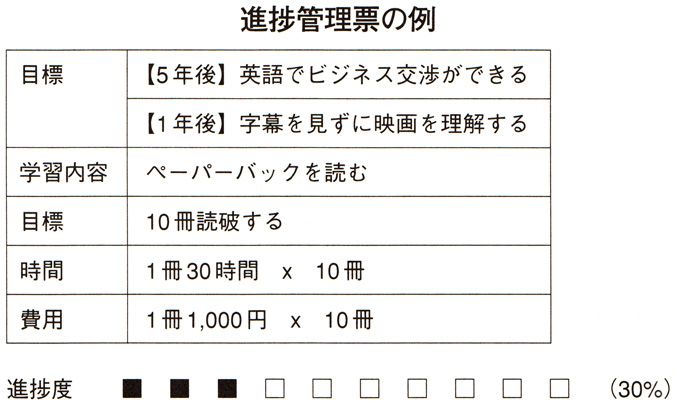 進捗管理票の例
目標 【5年後】英語でビジネス交渉ができる
【1年後】字幕を見ずに映画を理解する
学習内容 ペーパーバックを読む
目標 10冊読破する
時間 1冊30時間 x 10冊
費用 1冊1,000円 x 10冊
進捗度 ■ ■ ■ □ □ □ □ □ □ □ (30%)